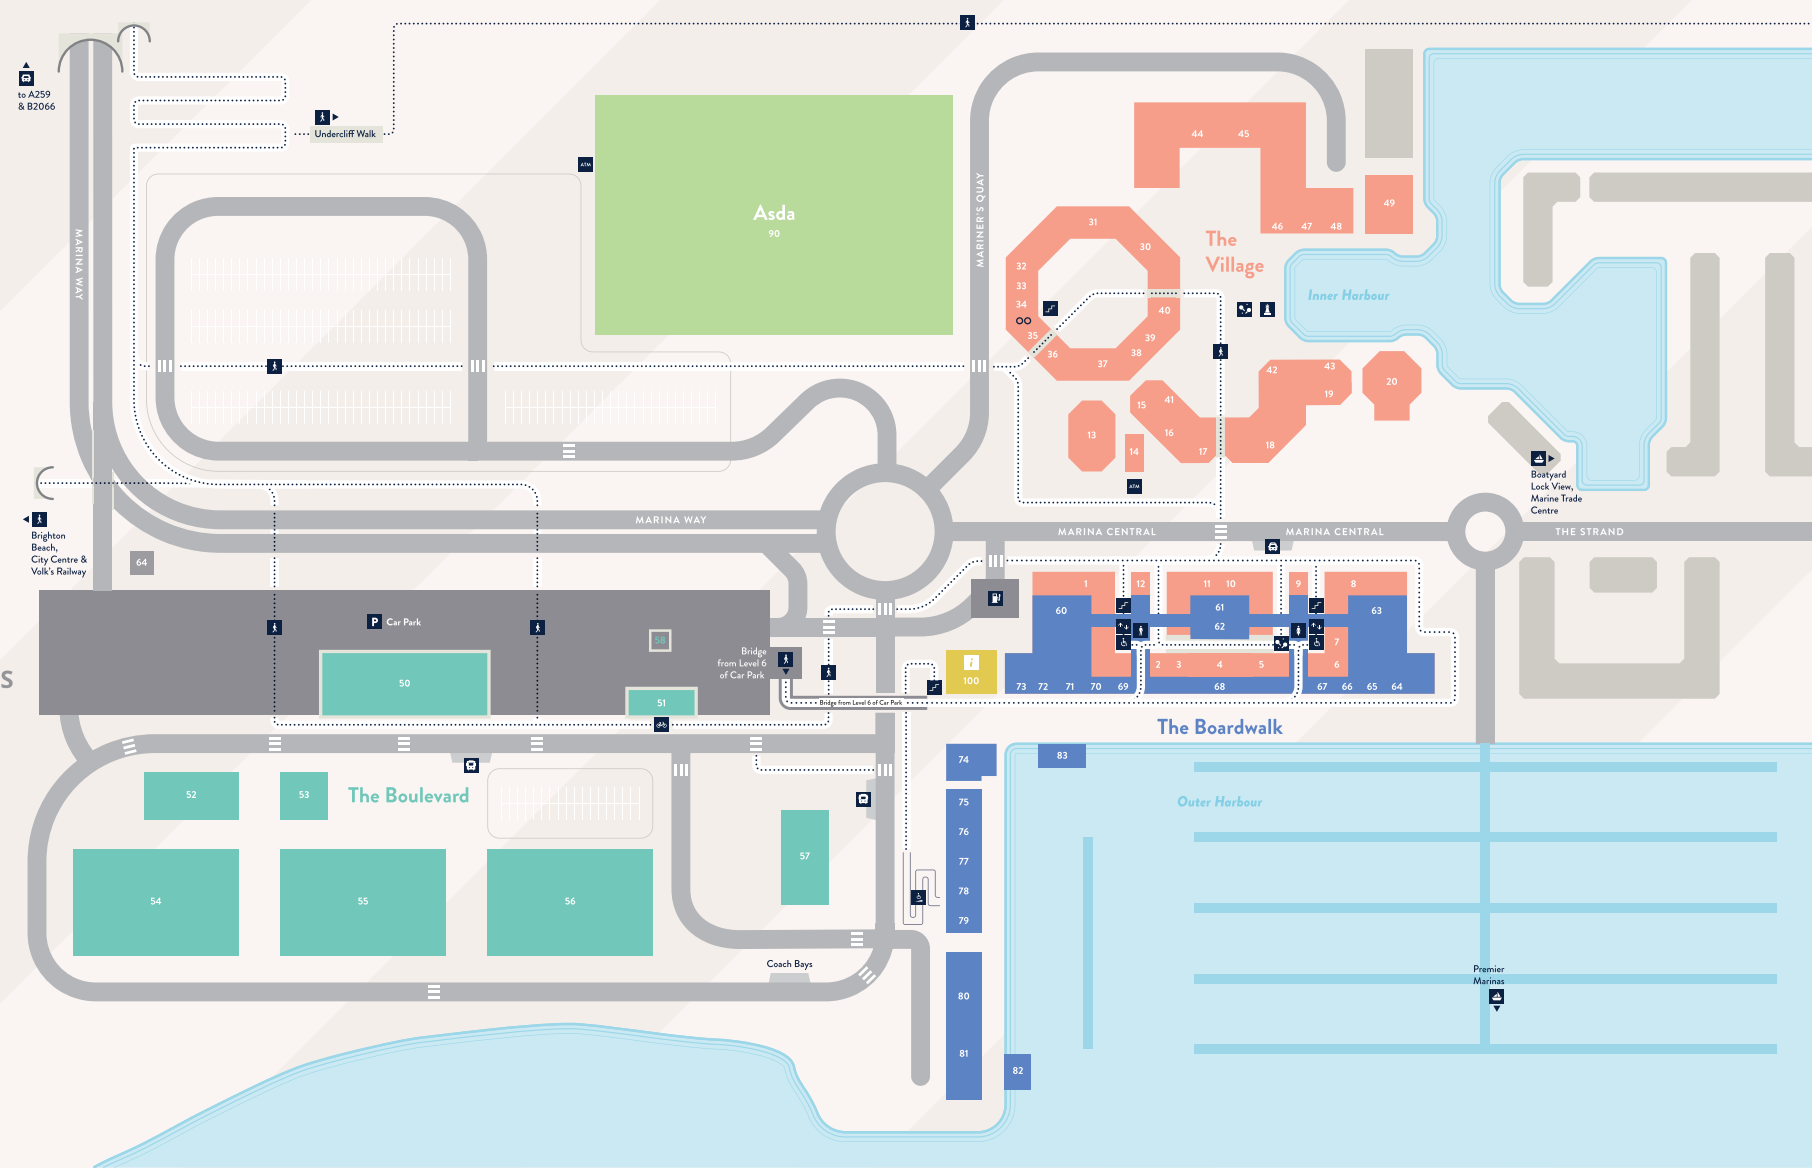 to A259
& B2066
Undercliff Walk
ATM
MARINA WAY
Asda
90
MARINER'S QUAY
44 45
46 47 48
49
The
Village
31
30
32
33
34
35
36
37
38
39
40
Inner Harbour
42
43
19
20
15
41
16
17
18
13
14
ATM
Boatyard
Lock View,
Marine Trade
Centre
MARINA WAY
MARINA CENTRAL
MARINA CENTRAL
THE STRAND
Brighton
Beach,
City Centre &
Volk's Railway
64
P Car Park
58
50
51
Bridge
from Level 6
of Car Park
Bridge from Level 6 of Car Park
i
100
1
12
11 10
9
8
60
61
62
63
7
6
2 3 4 5
73 72 71 70 69
68
67 66 65 64
The Boardwalk
52
53
The Boulevard
54
55
56
57
Coach Bays
74
75
76
77
78
79
80
81
82
83
Outer Harbour
Premier
Marinas
S